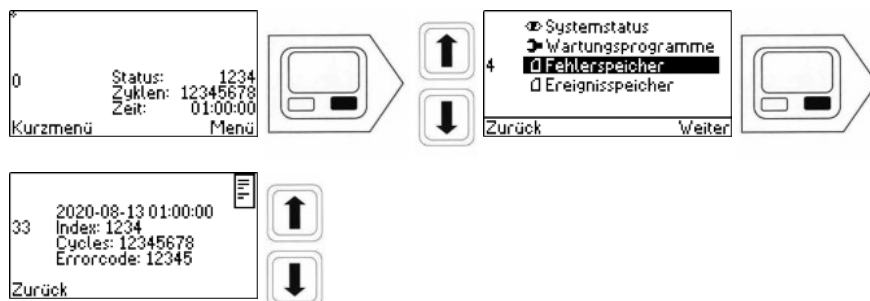 0
Status: 1234
Zyklen: 12345678
Zeit: 01:00:00
Kurzmenü Menü
Systemstatus
Wartungsprogramme
4 Fehlerspeicher
Ereignisspeicher
Zurück Weiter
2020-08-13 01:00:00
33 Index: 1234
Cycles: 12345678
Errorcode: 12345
Zurück